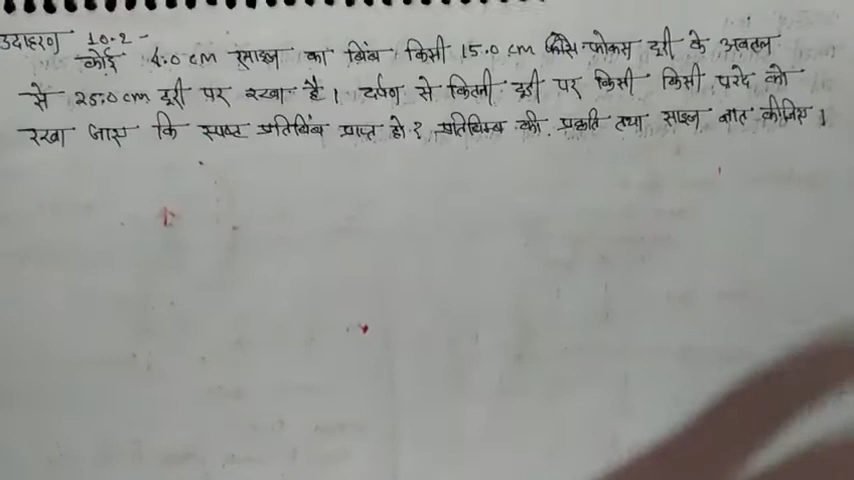 उदाहरण 10.2 -
कोई 4.0 cm साइज का बिंब किसी 15.0 cm फोकस दूरी के अवतल
से 25.0 cm दूरी पर रखा है। दर्पण से कितनी दूरी पर किसी किसी परदे को
रखा जाए कि स्पष्ट प्रतिबिंब प्राप्त हो? प्रतिबिम्ब की प्रकृति तथा साइज ज्ञात कीजिए।